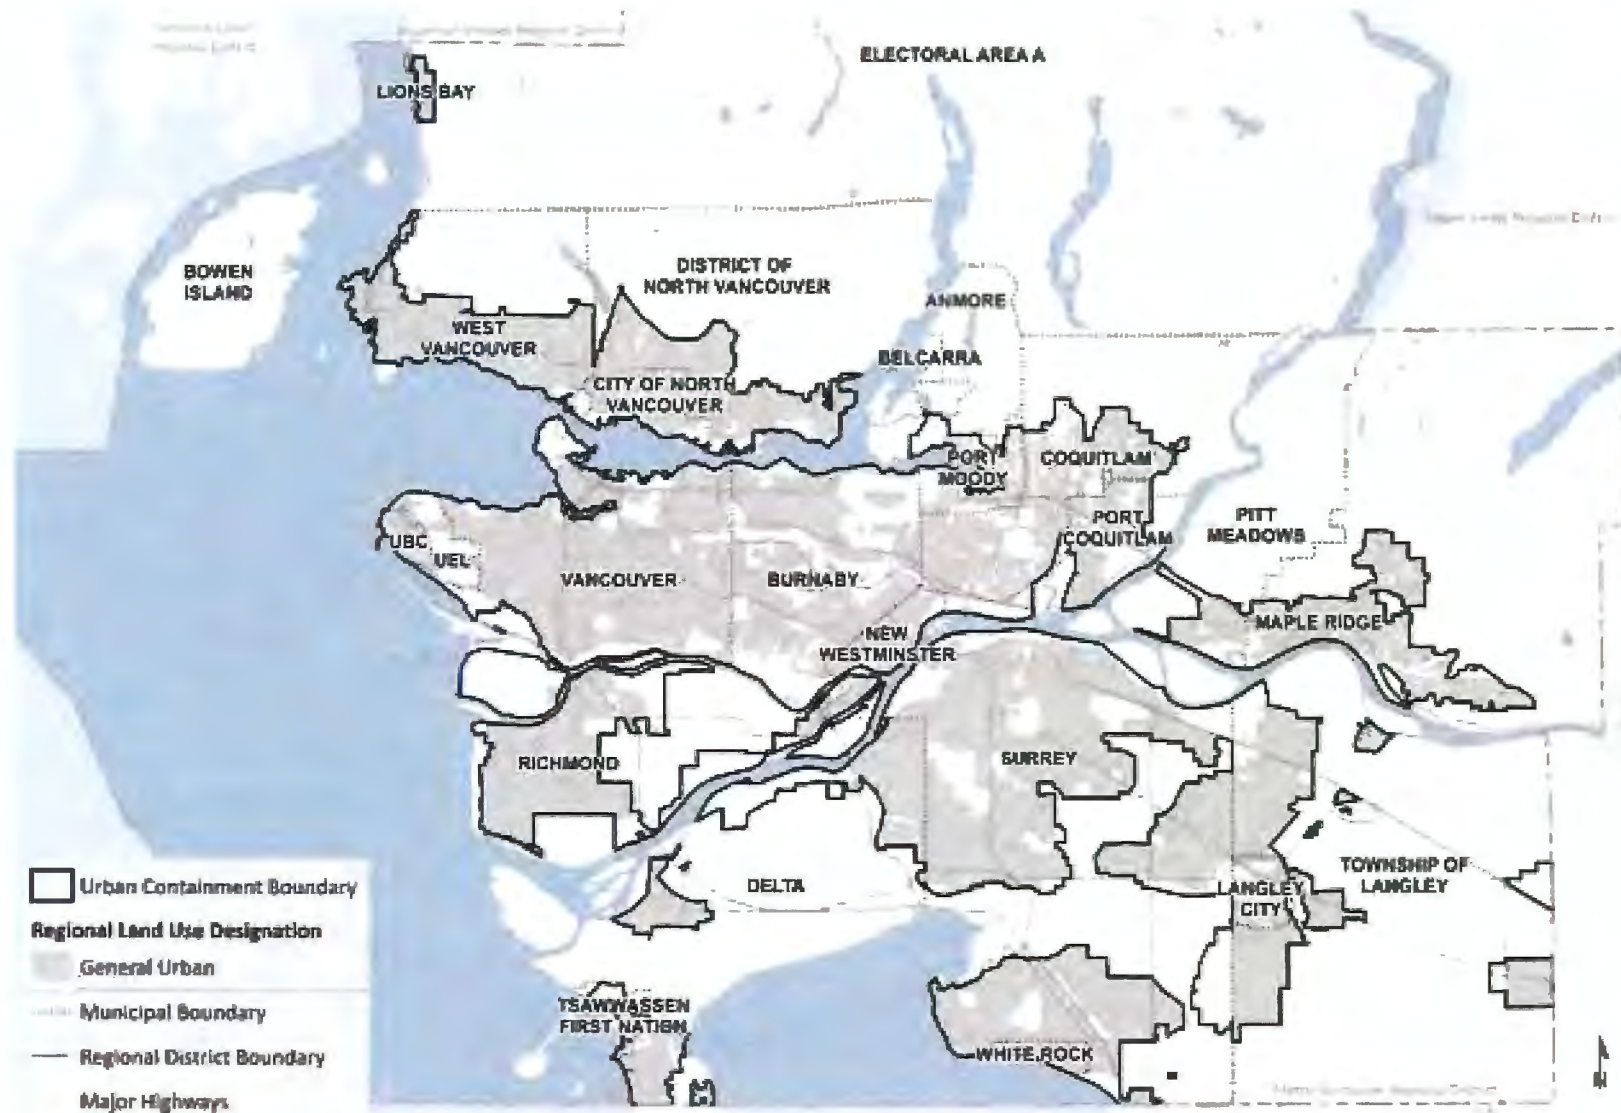 ELECTORAL AREA A
LIONS BAY
BOWEN
ISLAND
DISTRICT OF
NORTH VANCOUVER
ANMORE
WEST
VANCOUVER
BELCARRA
CITY OF NORTH
VANCOUVER
PORT
MOODY
COQUITLAM
PORT
COQUITLAM
PITT
MEADOWS
UBC
UEL
VANCOUVER
BURNABY
MAPLE RIDGE
NEW
WESTMINSTER
RICHMOND
SURREY
DELTA
LANGLEY
CITY
TOWNSHIP OF
LANGLEY
TSAWWASSEN
FIRST NATION
WHITE ROCK
Urban Containment Boundary
Regional Land Use Designation
General Urban
Municipal Boundary
Regional District Boundary
Major Highways
N